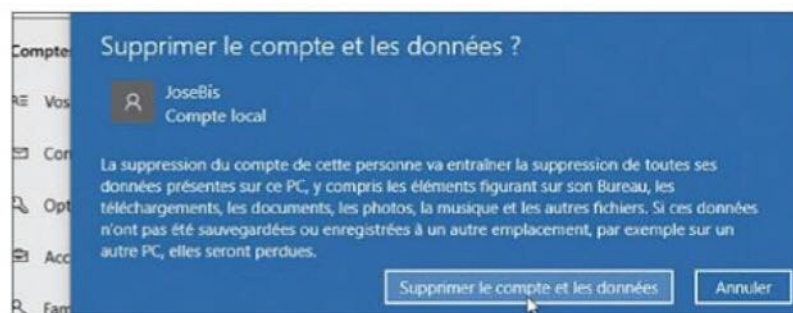 Supprimer le compte et les données ?
Compte
JoseBis
Vos
Compte local
Con
La suppression du compte de cette personne va entraîner la suppression de toutes ses
données présentes sur ce PC, y compris les éléments figurant sur son Bureau, les
Opt
téléchargements, les documents, les photos, la musique et les autres fichiers. Si ces données
n'ont pas été sauvegardées ou enregistrées à un autre emplacement, par exemple sur un
Acc
autre PC, elles seront perdues.
Supprimer le compte et les données
Annuler
Fam